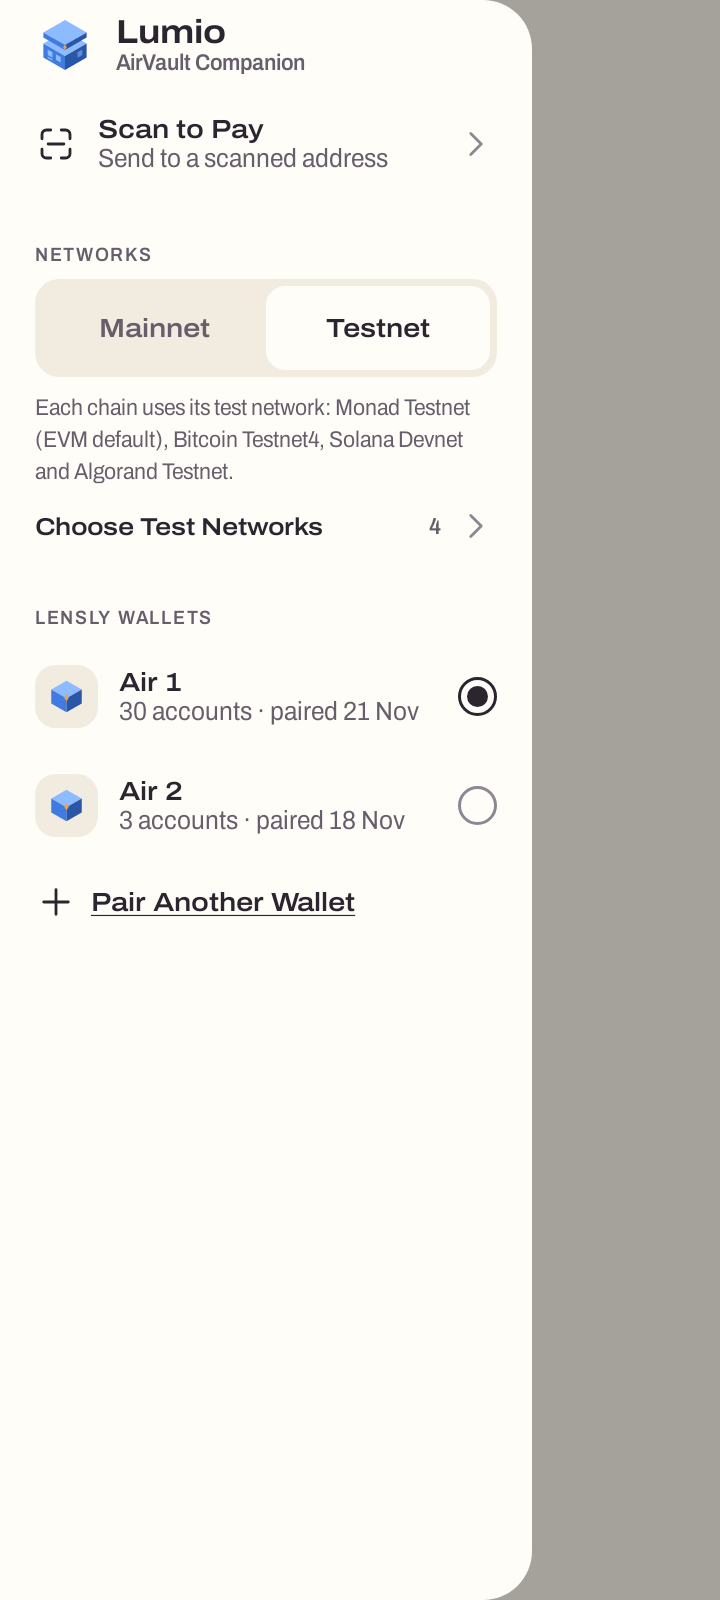 Lumio
AirVault Companion
Scan to Pay
Send to a scanned address
NETWORKS
Mainnet
Testnet
Each chain uses its test network: Monad Testnet
(EVM default), Bitcoin Testnet4, Solana Devnet
and Algorand Testnet.
Choose Test Networks 4
LENSLY WALLETS
Air 1
30 accounts · paired 21 Nov
Air 2
3 accounts · paired 18 Nov
Pair Another Wallet